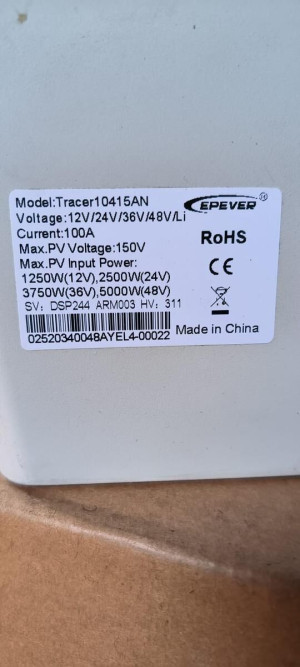 Model:Tracer10415AN
EPEVER
Voltage:12V/24V/36V/48V/Li
Current:100A
RoHS
Max.PV Voltage:150V
Max.PV Input Power:
1250W(12V),2500W(24V)
3750W(36V),5000W(48V)
CE
SV: DSP244 ARM003 HV: 311
02520340048AYEL4-00022
Made in China